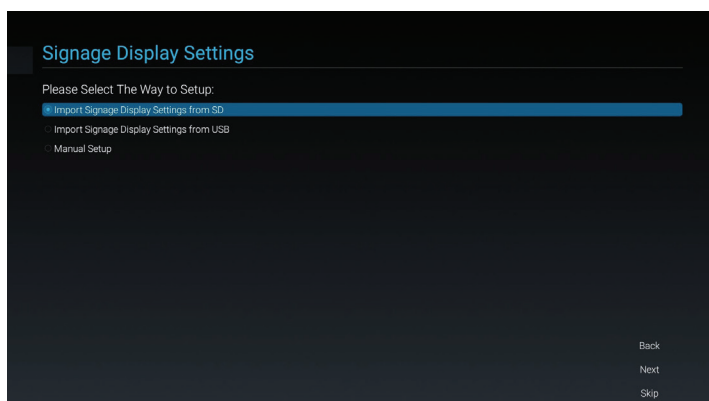 Signage Display Settings
Please Select The Way to Setup:
Import Signage Display Settings from SD
Import Signage Display Settings from USB
Manual Setup
Back
Next
Skip